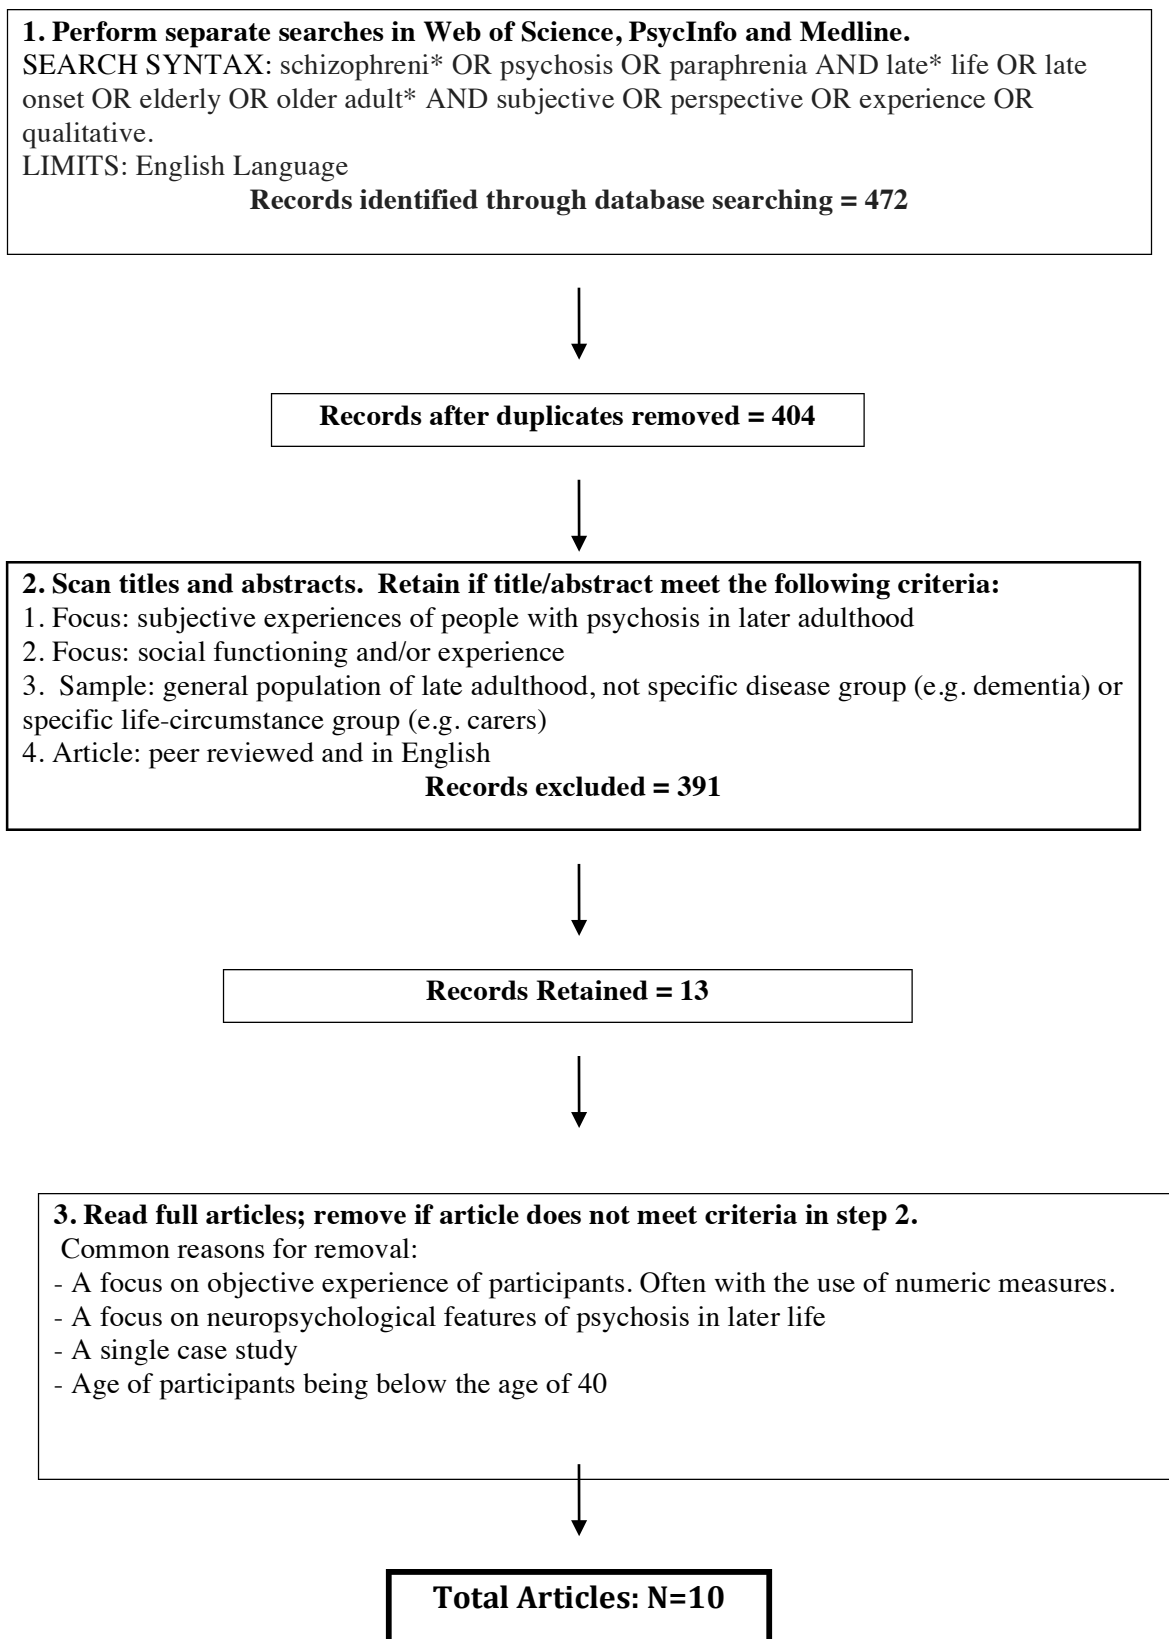 1. Perform separate searches in Web of Science, PsycInfo and Medline.
SEARCH SYNTAX: schizophreni* OR psychosis OR paraphrenia AND late* life OR late
onset OR elderly OR older adult* AND subjective OR perspective OR experience OR
qualitative.
LIMITS: English Language
Records identified through database searching = 472
Records after duplicates removed = 404
2. Scan titles and abstracts.  Retain if title/abstract meet the following criteria:
1. Focus: subjective experiences of people with psychosis in later adulthood
2. Focus: social functioning and/or experience
3.  Sample: general population of late adulthood, not specific disease group (e.g. dementia) or
specific life-circumstance group (e.g. carers)
4. Article: peer reviewed and in English
Records excluded = 391
Records Retained = 13
3. Read full articles; remove if article does not meet criteria in step 2.
Common reasons for removal:
- A focus on objective experience of participants. Often with the use of numeric measures.
- A focus on neuropsychological features of psychosis in later life
- A single case study
- Age of participants being below the age of 40
Total Articles: N=10